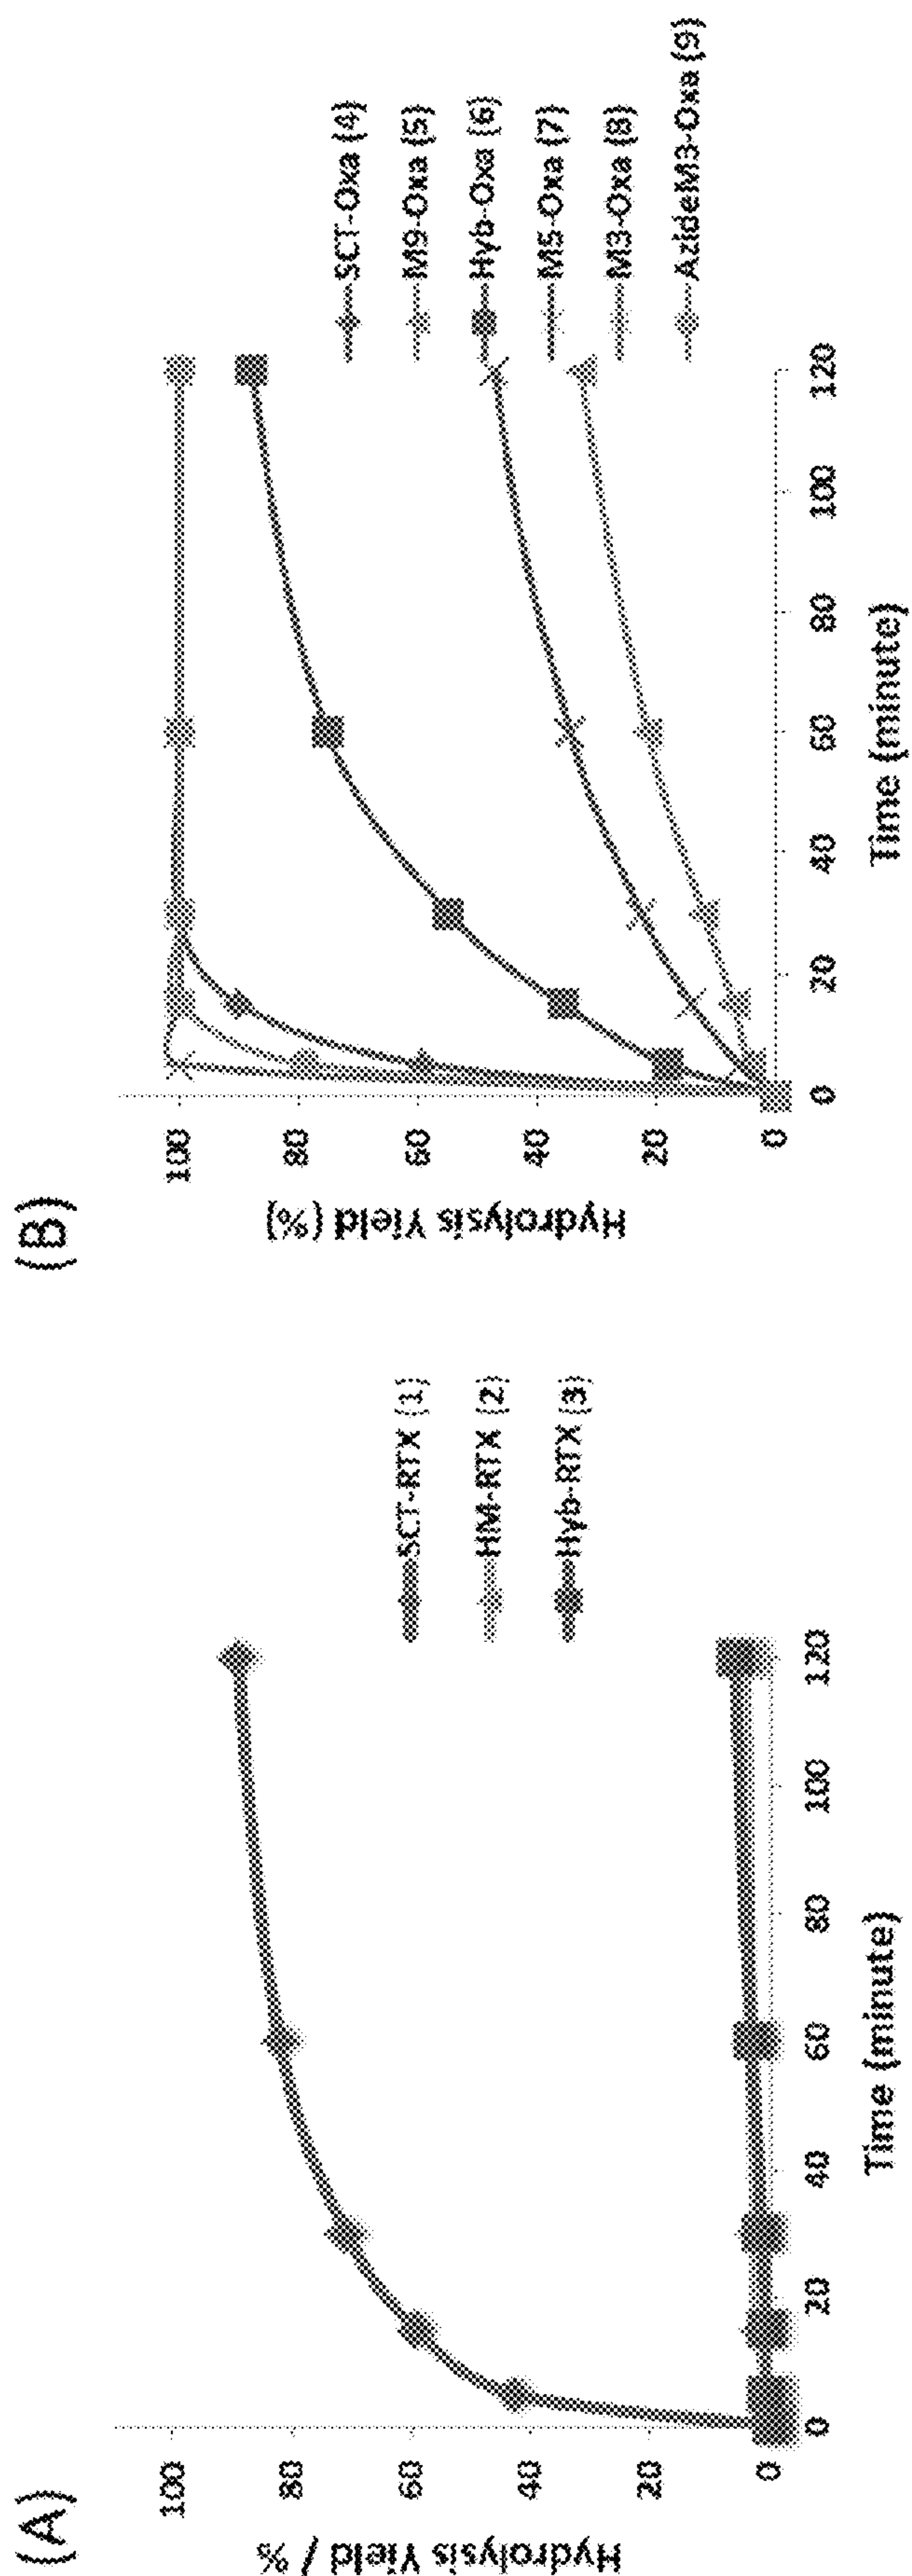 (A)
Hydrolysis Yield / %
100
80
60
40
20
0
0 20 40 60 80 100 120
Time (minute)
SCT-RTX (1)
HM-RTX (2)
Hyb-RTX (3)
(B)
Hydrolysis Yield (%)
100
80
60
40
20
0
0 20 40 60 80 100 120
Time (minute)
SCT-Oxa (4)
M9-Oxa (5)
Hyb-Oxa (6)
M5-Oxa (7)
M3-Oxa (8)
AzideM3-Oxa (9)